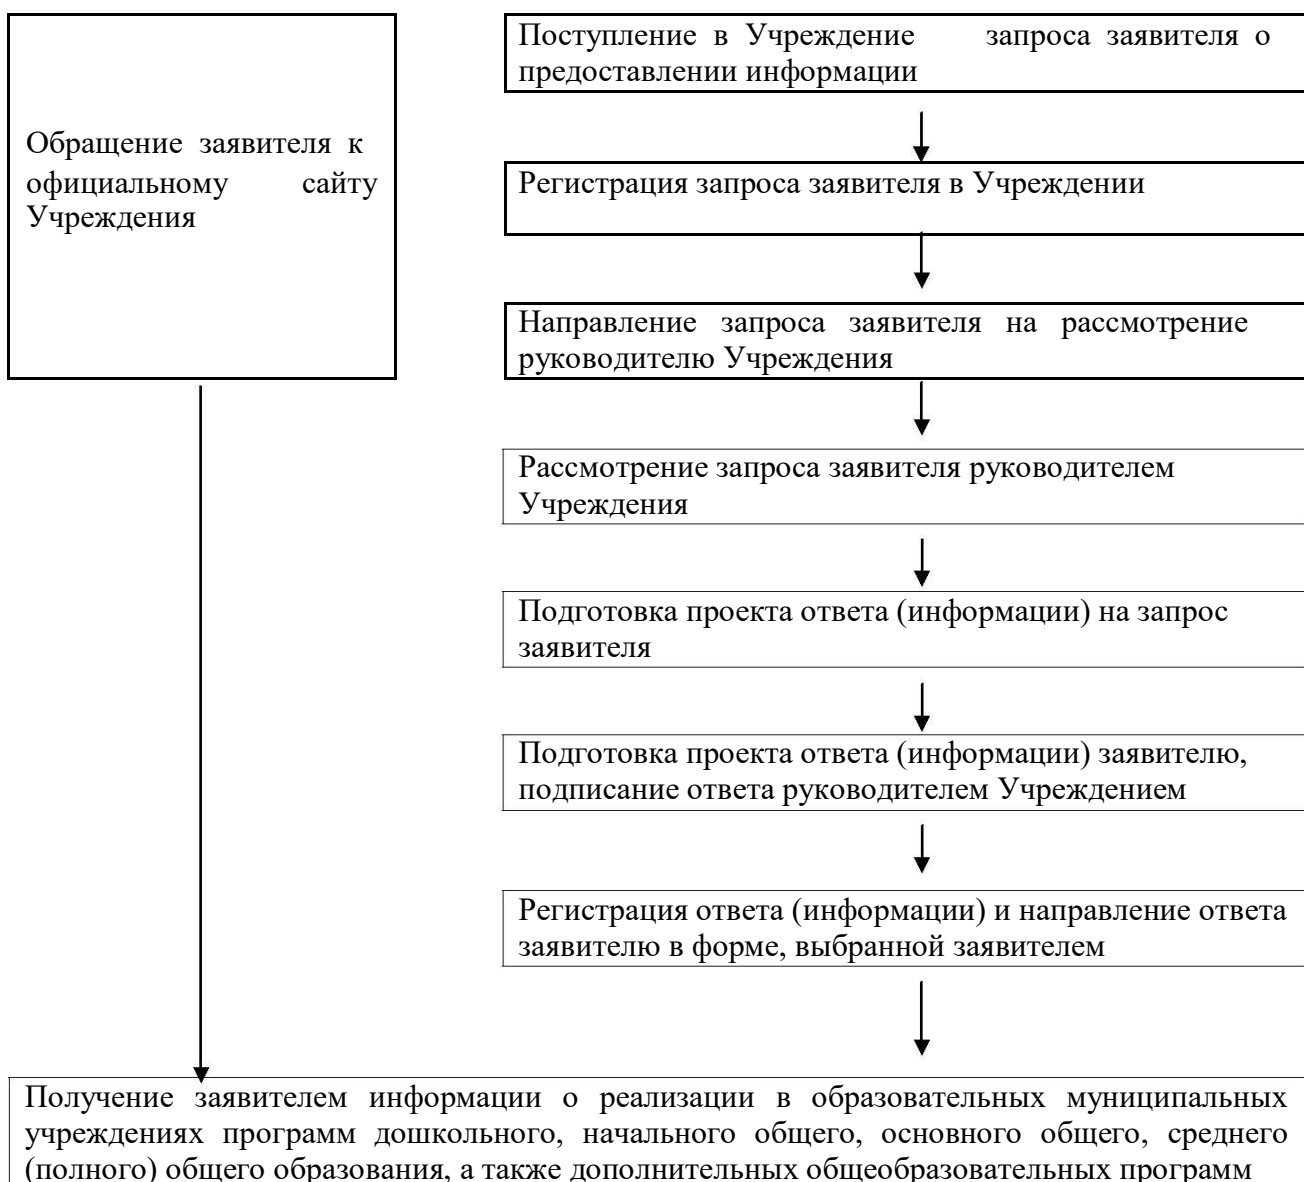 Обращение заявителя к
официальному сайту
Учреждения
Поступление в Учреждение запроса заявителя о
предоставлении информации
Регистрация запроса заявителя в Учреждении
Направление запроса заявителя на рассмотрение
руководителю Учреждения
Рассмотрение запроса заявителя руководителем
Учреждения
Подготовка проекта ответа (информации) на запрос
заявителя
Подготовка проекта ответа (информации) заявителю,
подписание ответа руководителем Учреждением
Регистрация ответа (информации) и направление ответа
заявителю в форме, выбранной заявителем
Получение заявителем информации о реализации в образовательных муниципальных
учреждениях программ дошкольного, начального общего, основного общего, среднего
(полного) общего образования, а также дополнительных общеобразовательных программ